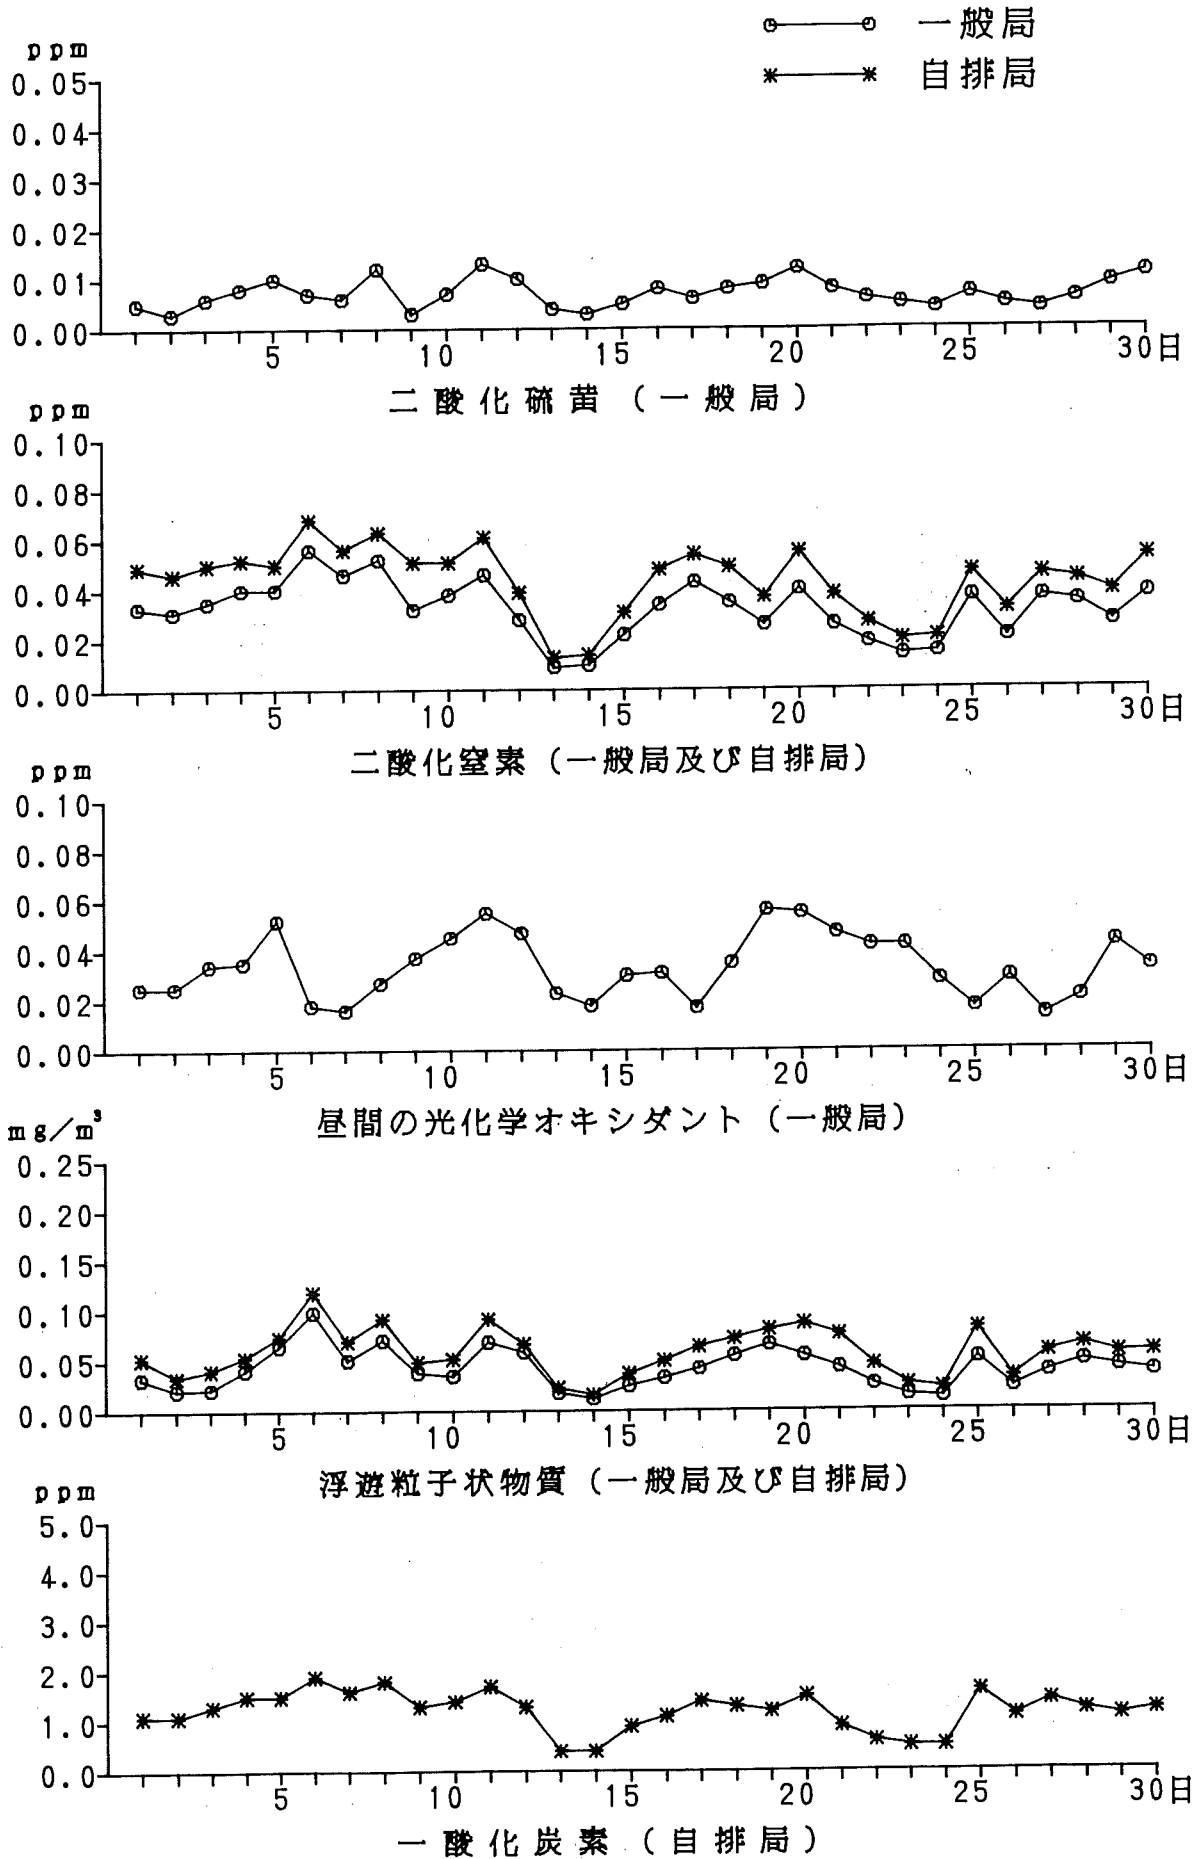 一般局
自排局
ppm
0.05
0.04
0.03
0.02
0.01
0.00
5 10 15 20 25 30日
二酸化硫黄（一般局）
ppm
0.10
0.08
0.06
0.04
0.02
0.00
5 10 15 20 25 30日
二酸化窒素（一般局及び自排局）
ppm
0.10
0.08
0.06
0.04
0.02
0.00
5 10 15 20 25 30日
昼間の光化学オキシダント（一般局）
mg/m³
0.25
0.20
0.15
0.10
0.05
0.00
5 10 15 20 25 30日
浮遊粒子状物質（一般局及び自排局）
ppm
5.0
4.0
3.0
2.0
1.0
0.0
5 10 15 20 25 30日
一酸化炭素（自排局）